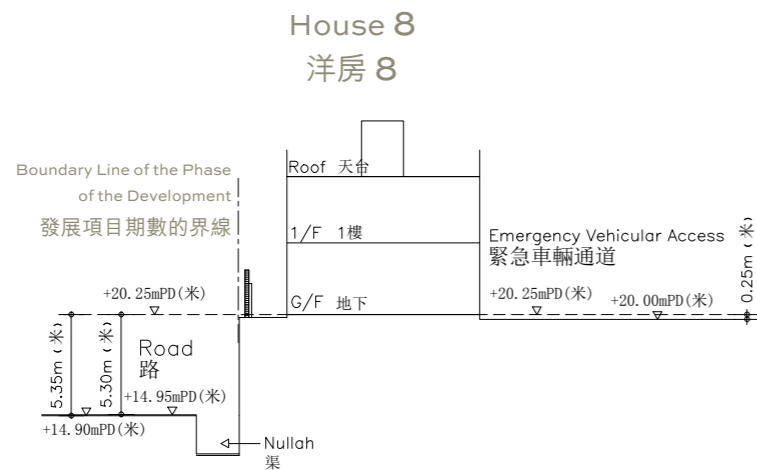 House 8
洋房 8
Boundary Line of the Phase
of the Development
發展項目期數的界線
Roof 天台
1/F 1樓
G/F 地下
Emergency Vehicular Access
緊急車輛通道
+20.25mPD(米)
+20.25mPD(米)
+20.00mPD(米)
0.25m (米)
5.35m (米)
5.30m (米)
Road
路
+14.95mPD(米)
+14.90mPD(米)
Nullah
渠